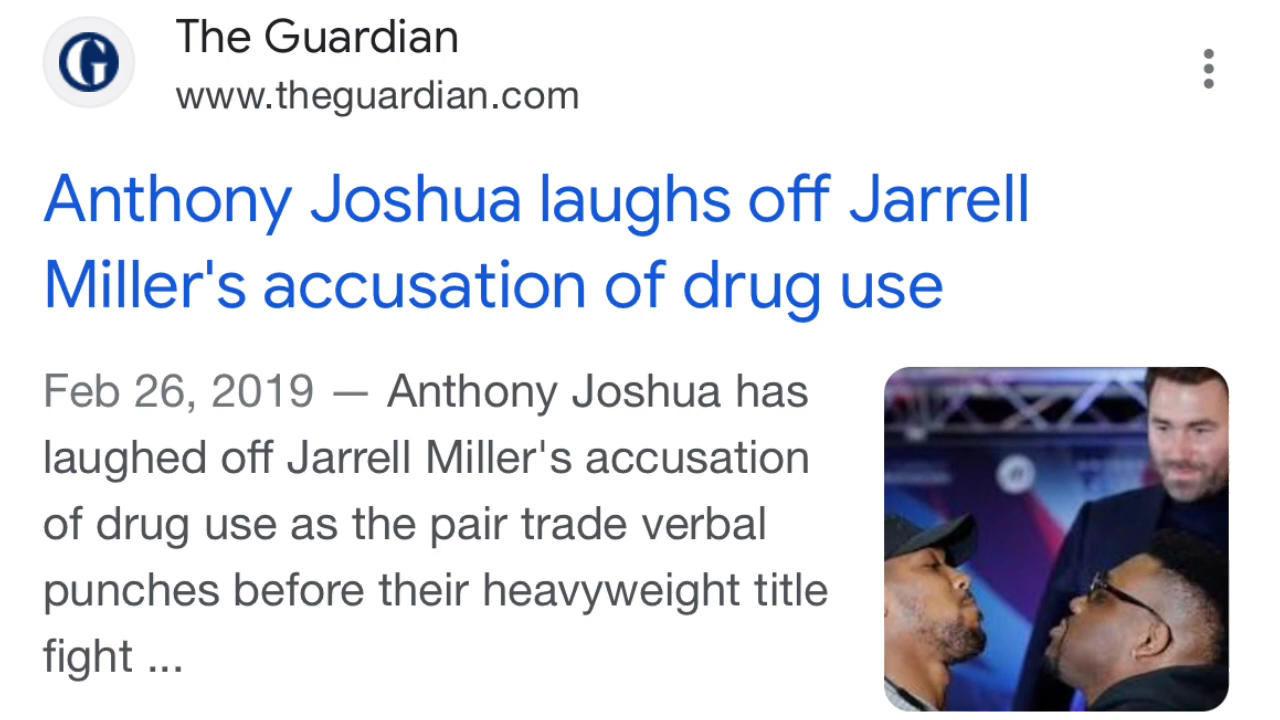 The Guardian
www.theguardian.com
Anthony Joshua laughs off Jarrell
Miller's accusation of drug use
Feb 26, 2019 — Anthony Joshua has
laughed off Jarrell Miller's accusation
of drug use as the pair trade verbal
punches before their heavyweight title
fight ...